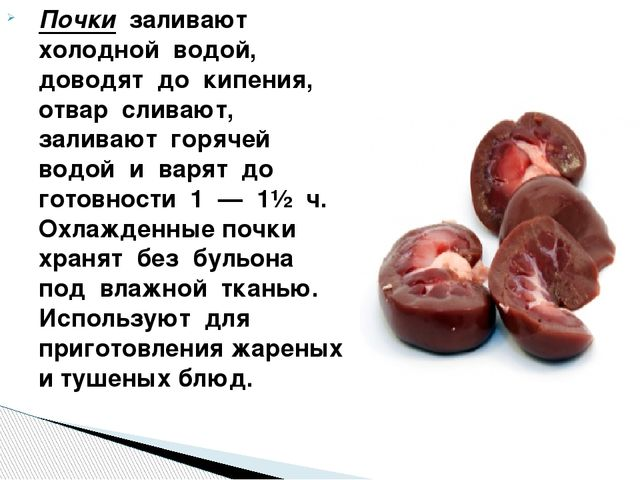 Почки заливают
холодной водой,
доводят до кипения,
отвар сливают,
заливают горячей
водой и варят до
готовности 1 — 1½ ч.
Охлажденные почки
хранят без бульона
под влажной тканью.
Используют для
приготовления жареных
и тушеных блюд.